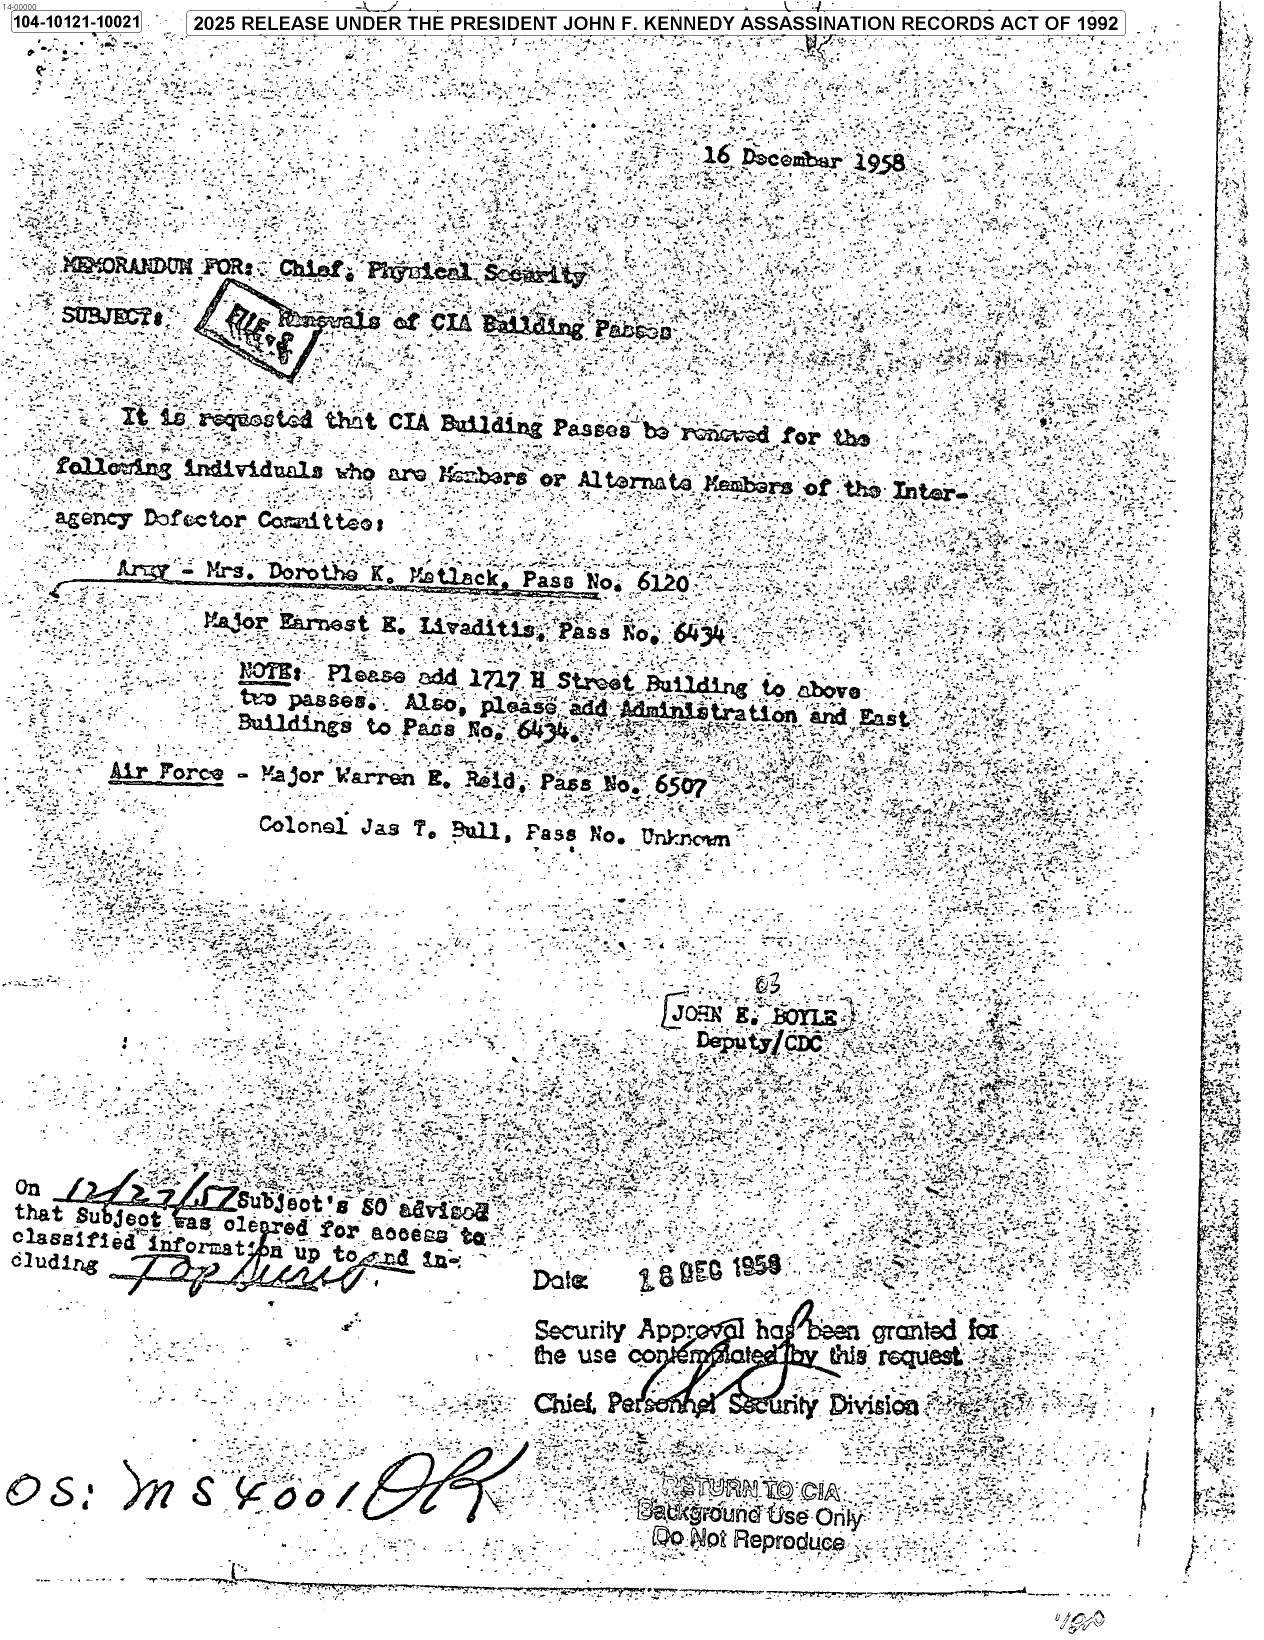 14-00000
104-10121-10021
2025 RELEASE UNDER THE PRESIDENT JOHN F. KENNEDY ASSASSINATION RECORDS ACT OF 1992
16 December 1958
MEMORANDUM FOR: Chief, Physical Security
SUBJECT: Renewals of CIA Building Passes
FILE
It is requested that CIA Building Passes be renewed for the
following individuals who are Members or Alternate Members of the Inter-
agency Defector Committee:
Army - Mrs. Dorothe K. Matlack, Pass No. 6120
Major Earnest E. Livaditis, Pass No. 6434
NOTE: Please add 1717 H Street Building to above
two passes. Also, please add Administration and East
Buildings to Pass No. 6434.
Air Force - Major Warren E. Reid, Pass No. 6507
Colonel Jas T. Bull, Pass No. Unknown
03
JOHN E. BOYLE
Deputy/CDC
On 12/27/57 Subject's SO advised
that Subject was cleared for access to
classified information up to and in-
cluding Top Secret.
Date 18 DEC 1958
Security Approval has been granted for
the use contemplated by this request
Chief, Personnel Security Division
OS: MS 4001 OK
RETURN TO CIA
Background Use Only
Do Not Reproduce